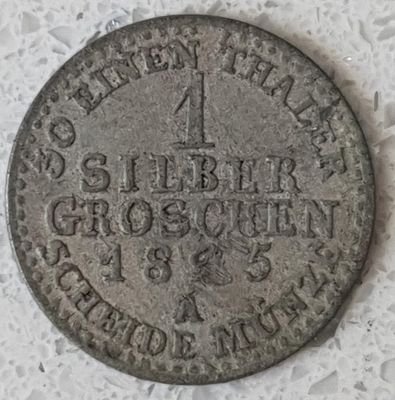 30 EINEN THALER
1
SILBER
GROSCHEN
A
SCHEIDE MÜNZE